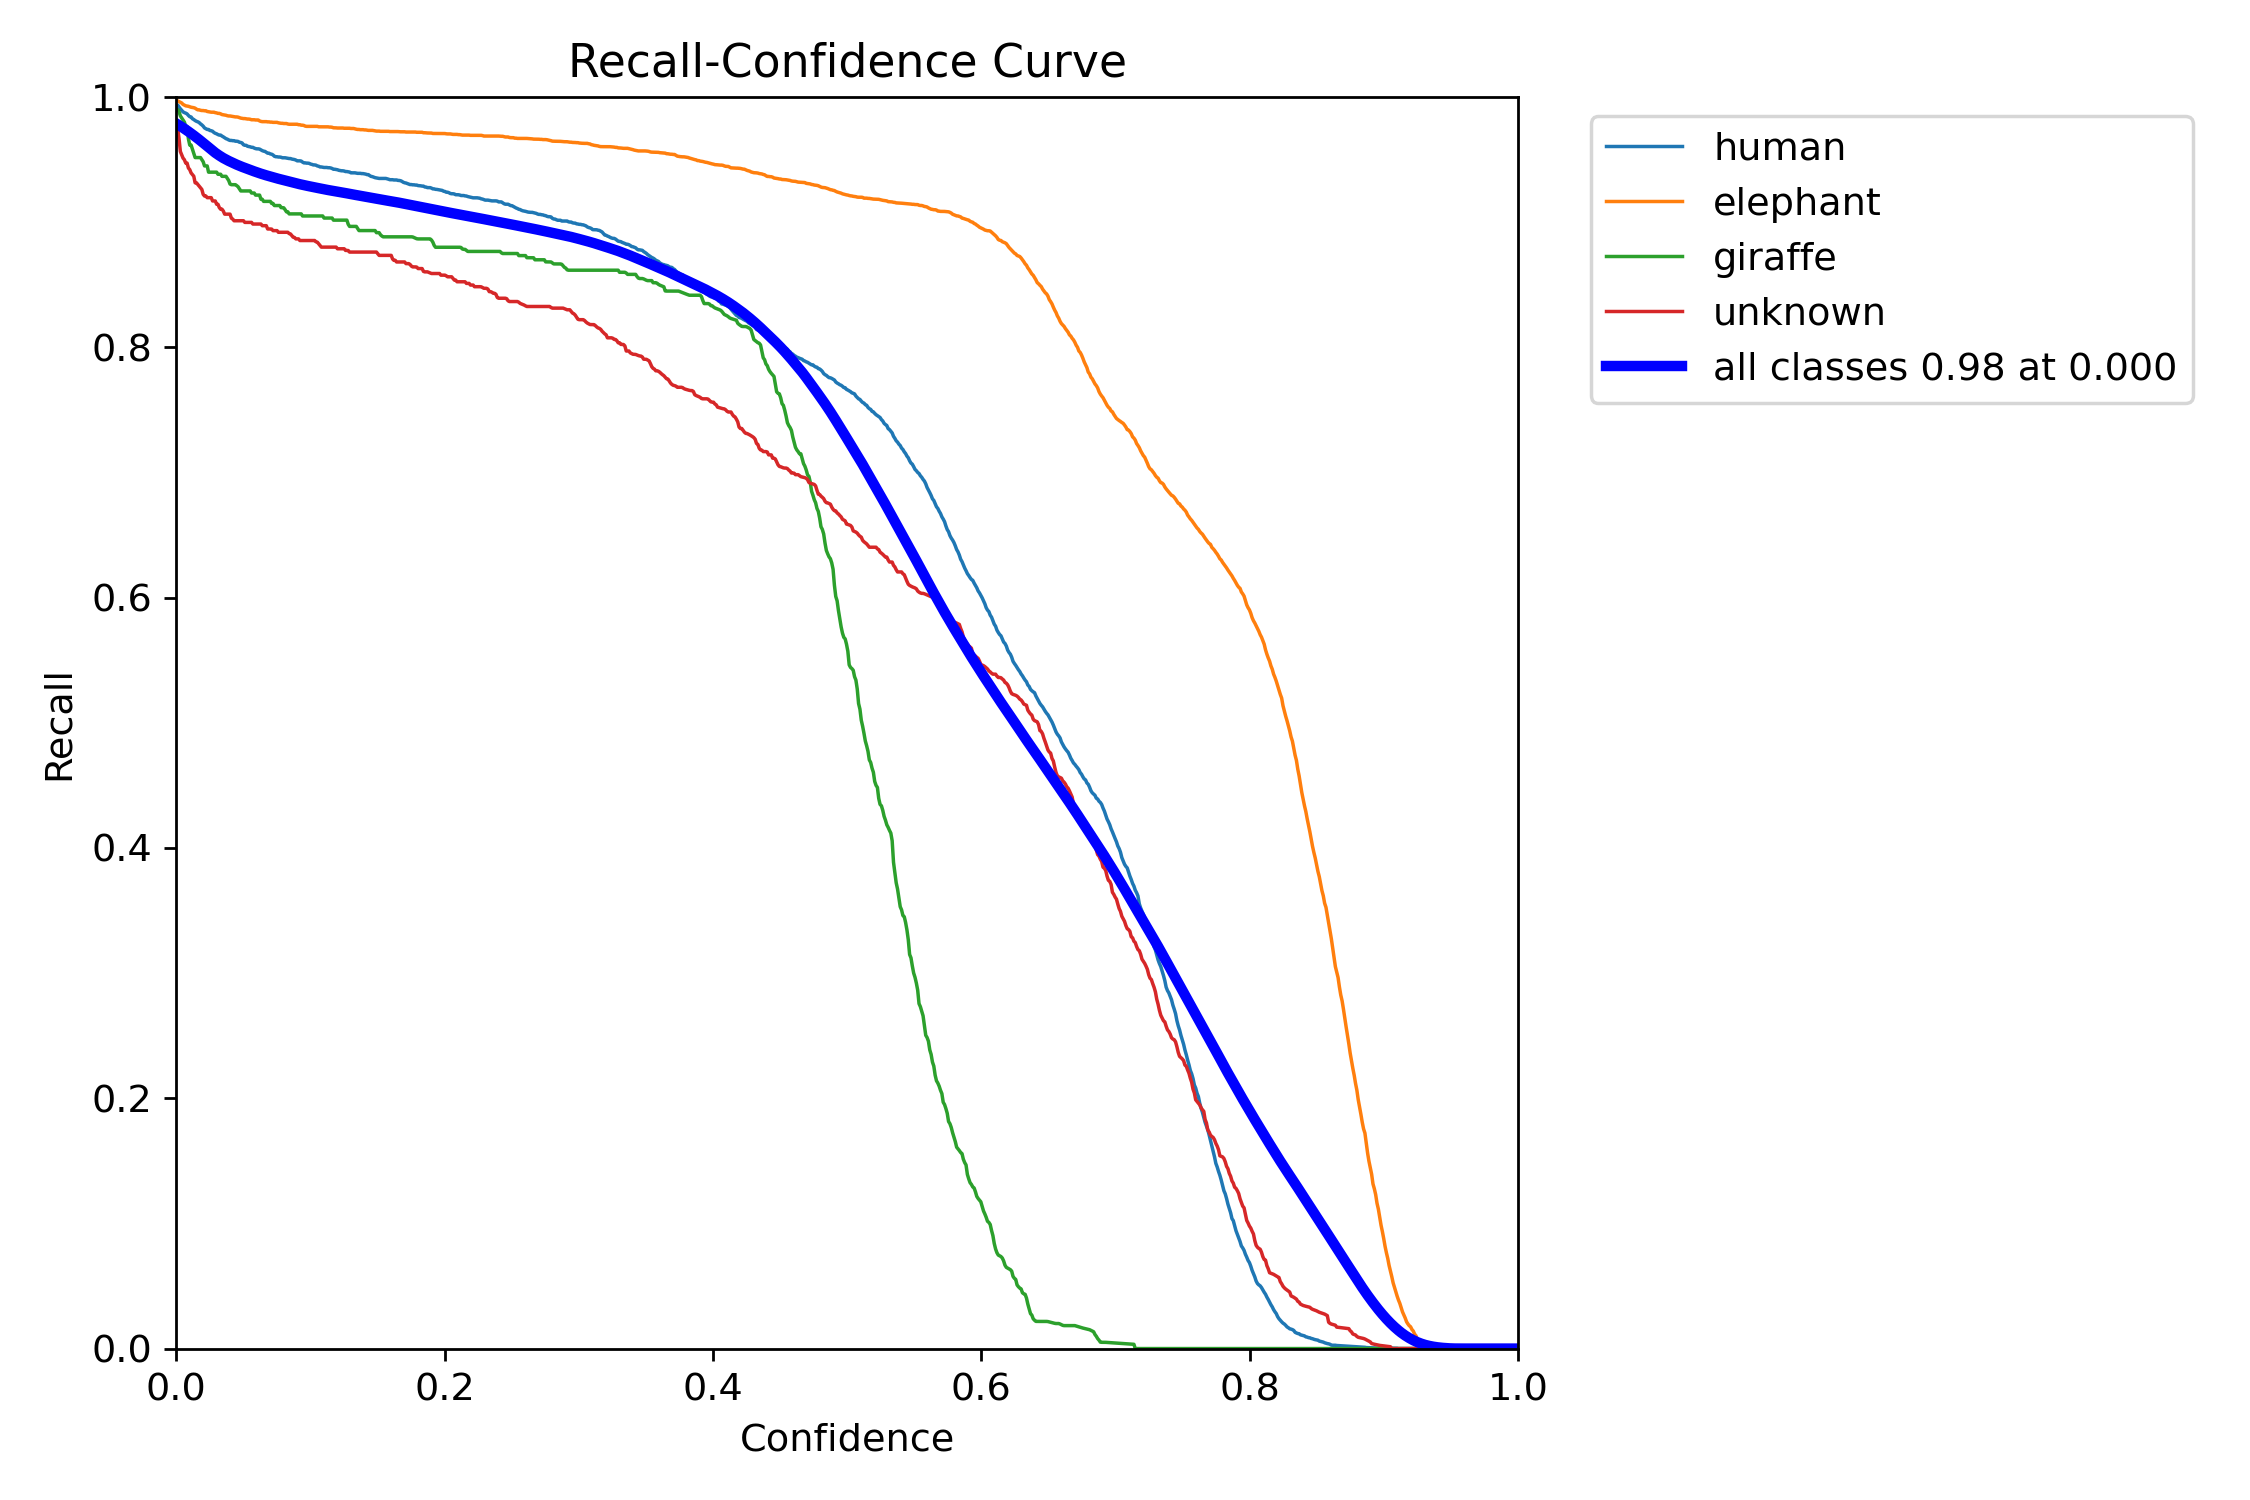 Recall-Confidence Curve
1.0
0.8
0.6
0.4
0.2
0.0
Recall
0.0 0.2 0.4 0.6 0.8 1.0
Confidence
human
elephant
giraffe
unknown
all classes 0.98 at 0.000